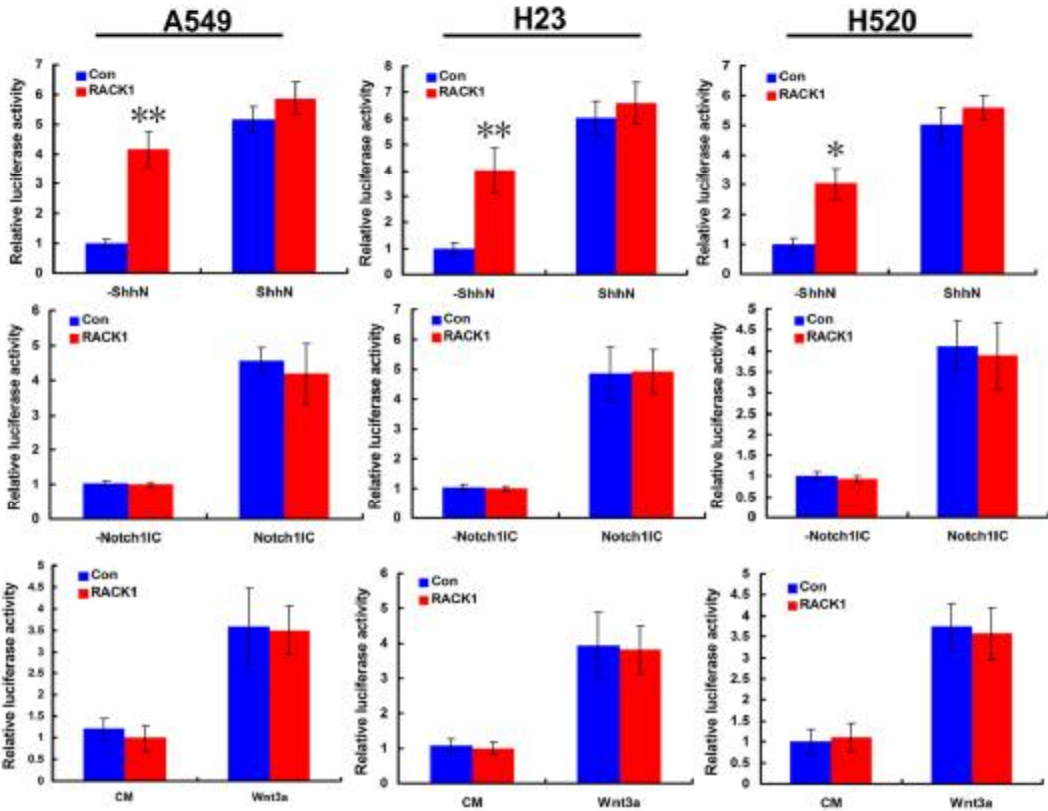 A549 H23 H520
Relative luciferase activity
7
6
5
4
3
2
1
0
Con
RACK1
**
-ShhN ShhN
Relative luciferase activity
8
7
6
5
4
3
2
1
0
Con
RACK1
**
-ShhN ShhN
Relative luciferase activity
7
6
5
4
3
2
1
0
Con
RACK1
*
-ShhN ShhN
Relative luciferase activity
6
5
4
3
2
1
0
Con
RACK1
-Notch1IC Notch1IC
Relative luciferase activity
7
6
5
4
3
2
1
0
Con
RACK1
-Notch1IC Notch1IC
Relative luciferase activity
5
4.5
4
3.5
3
2.5
2
1.5
1
0.5
0
Con
RACK1
-Notch1IC Notch1IC
Relative luciferase activity
5
4.5
4
3.5
3
2.5
2
1.5
1
0.5
0
Con
RACK1
CM Wnt3a
Relative luciferase activity
6
5
4
3
2
1
0
Con
RACK1
CM Wnt3a
Relative luciferase activity
5
4.5
4
3.5
3
2.5
2
1.5
1
0.5
0
Con
RACK1
CM Wnt3a